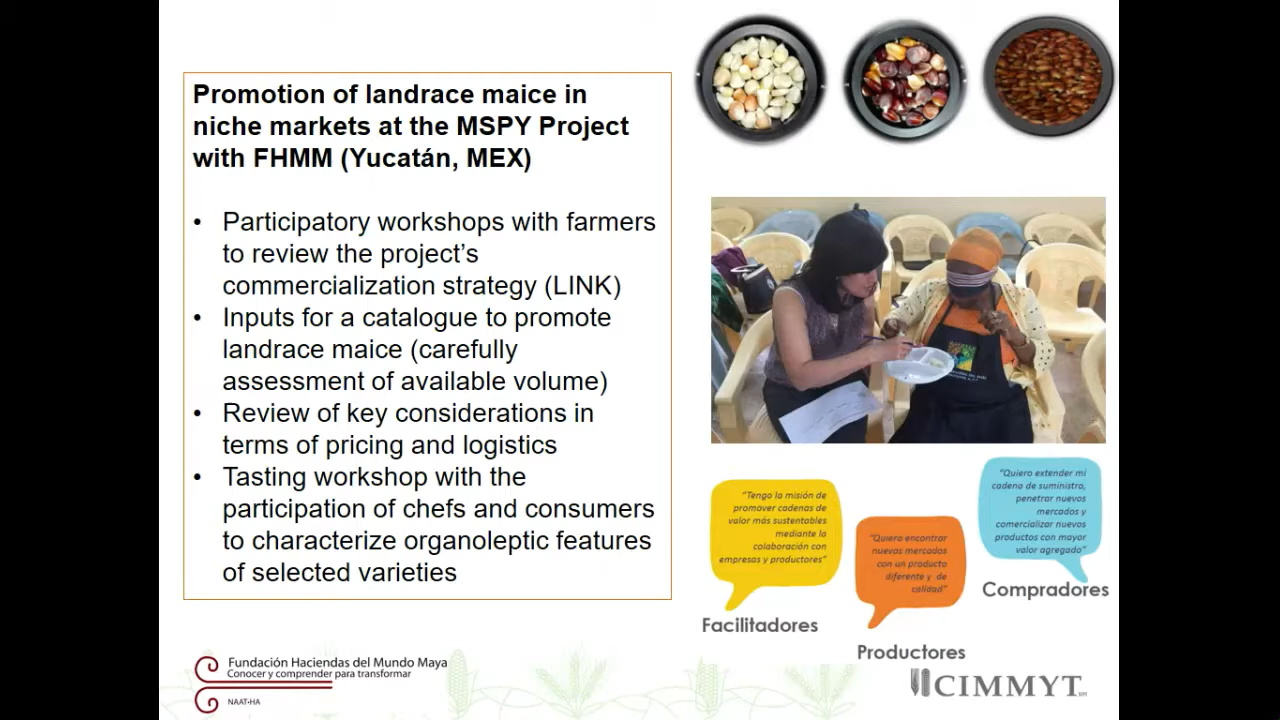 Promotion of landrace maice in
niche markets at the MSPY Project
with FHMM (Yucatán, MEX)
• Participatory workshops with farmers
to review the project's
commercialization strategy (LINK)
• Inputs for a catalogue to promote
landrace maice (carefully
assessment of available volume)
• Review of key considerations in
terms of pricing and logistics
• Tasting workshop with the
participation of chefs and consumers
to characterize organoleptic features
of selected varieties
"Tengo la misión de
promover cadenas de
valor más sustentables
mediante la
colaboración con
empresas y productores"
Facilitadores
"Quiero encontrar
nuevos mercados
con un producto
diferente y de
calidad"
Productores
"Quiero extender mi
cadena de suministro,
penetrar nuevos
mercados y
comercializar nuevos
productos con mayor
valor agregado"
Compradores
Fundación Haciendas del Mundo Maya
Conocer y comprender para transformar
NAAT•HA
CIMMYT